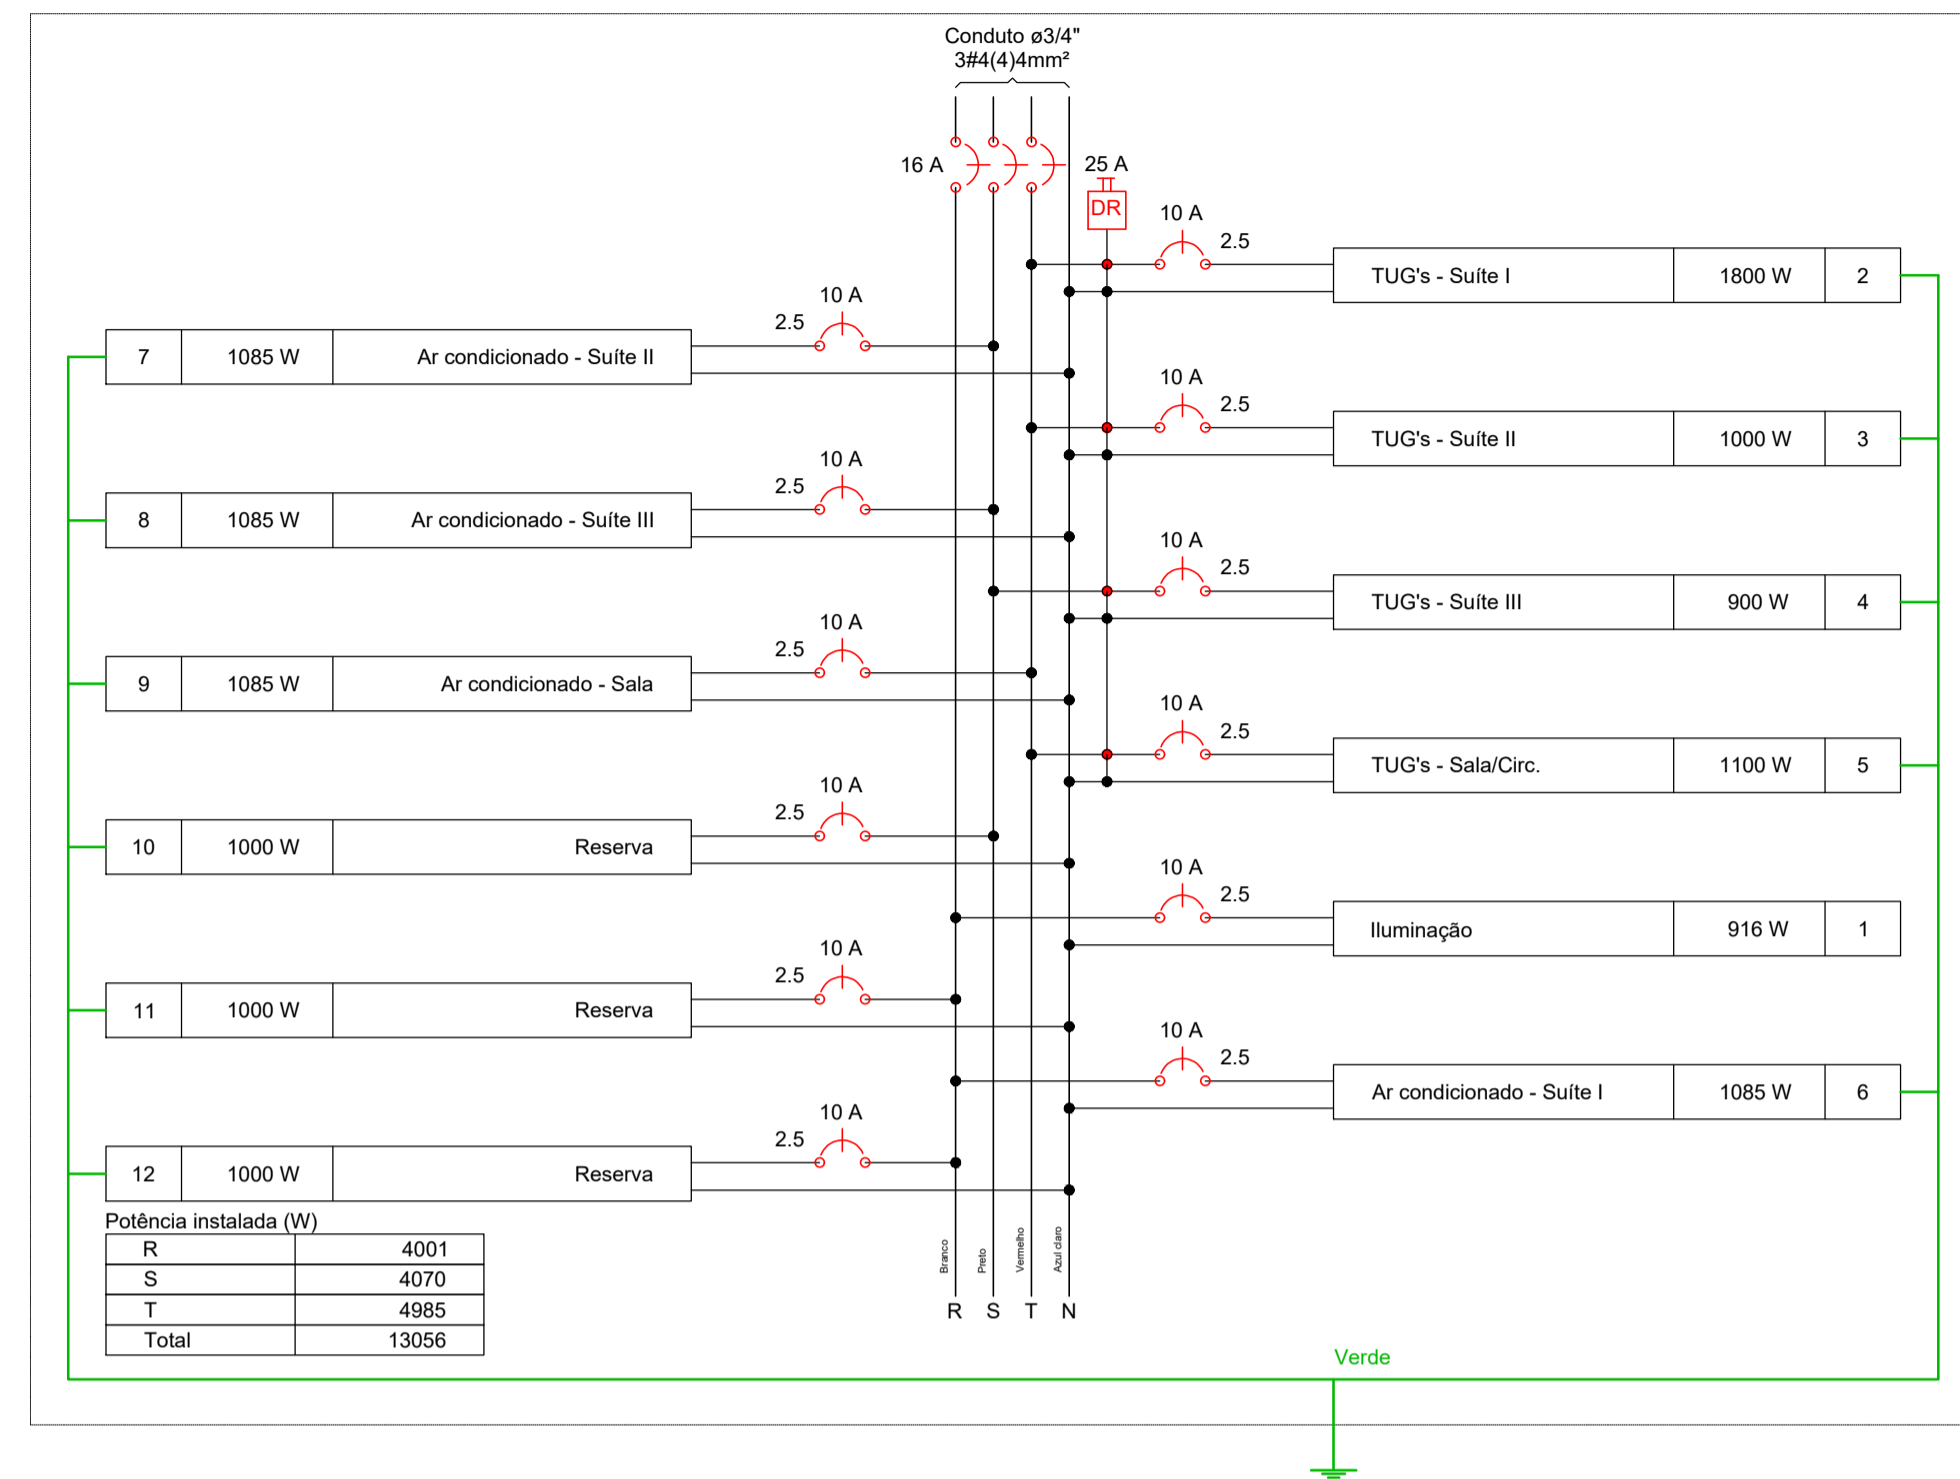 Conduto ø3/4"
3#4(4)4mm²
16 A
25 A
DR
10 A
2.5
TUG's - Suíte I 1800 W 2
10 A
2.5
7 1085 W Ar condicionado - Suíte II
10 A
2.5
TUG's - Suíte II 1000 W 3
10 A
2.5
8 1085 W Ar condicionado - Suíte III
10 A
2.5
TUG's - Suíte III 900 W 4
10 A
2.5
9 1085 W Ar condicionado - Sala
10 A
2.5
TUG's - Sala/Circ. 1100 W 5
10 A
2.5
10 1000 W Reserva
10 A
2.5
Iluminação 916 W 1
10 A
2.5
11 1000 W Reserva
10 A
2.5
Ar condicionado - Suíte I 1085 W 6
10 A
2.5
12 1000 W Reserva
Potência instalada (W)
R 4001
S 4070
T 4985
Total 13056
Branco
Preto
Vermelho
Azul claro
R S T N
Verde